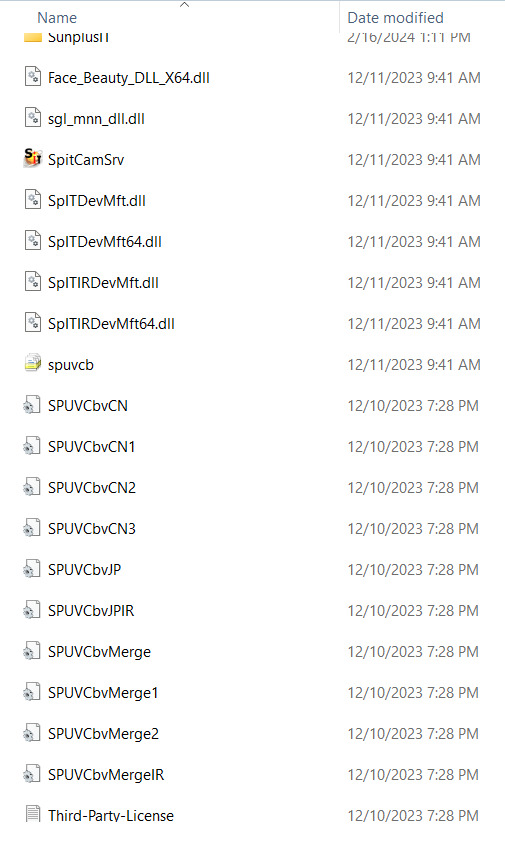 Name Date modified
SunplusIT 2/16/2024 1:11 PM
Face_Beauty_DLL_X64.dll 12/11/2023 9:41 AM
sgl_mnn_dll.dll 12/11/2023 9:41 AM
SpitCamSrv 12/11/2023 9:41 AM
SpITDevMft.dll 12/11/2023 9:41 AM
SpITDevMft64.dll 12/11/2023 9:41 AM
SpITIRDevMft.dll 12/11/2023 9:41 AM
SpITIRDevMft64.dll 12/11/2023 9:41 AM
spuvcb 12/11/2023 9:41 AM
SPUVCbvCN 12/10/2023 7:28 PM
SPUVCbvCN1 12/10/2023 7:28 PM
SPUVCbvCN2 12/10/2023 7:28 PM
SPUVCbvCN3 12/10/2023 7:28 PM
SPUVCbvJP 12/10/2023 7:28 PM
SPUVCbvJPIR 12/10/2023 7:28 PM
SPUVCbvMerge 12/10/2023 7:28 PM
SPUVCbvMerge1 12/10/2023 7:28 PM
SPUVCbvMerge2 12/10/2023 7:28 PM
SPUVCbvMergeIR 12/10/2023 7:28 PM
Third-Party-License 12/10/2023 7:28 PM